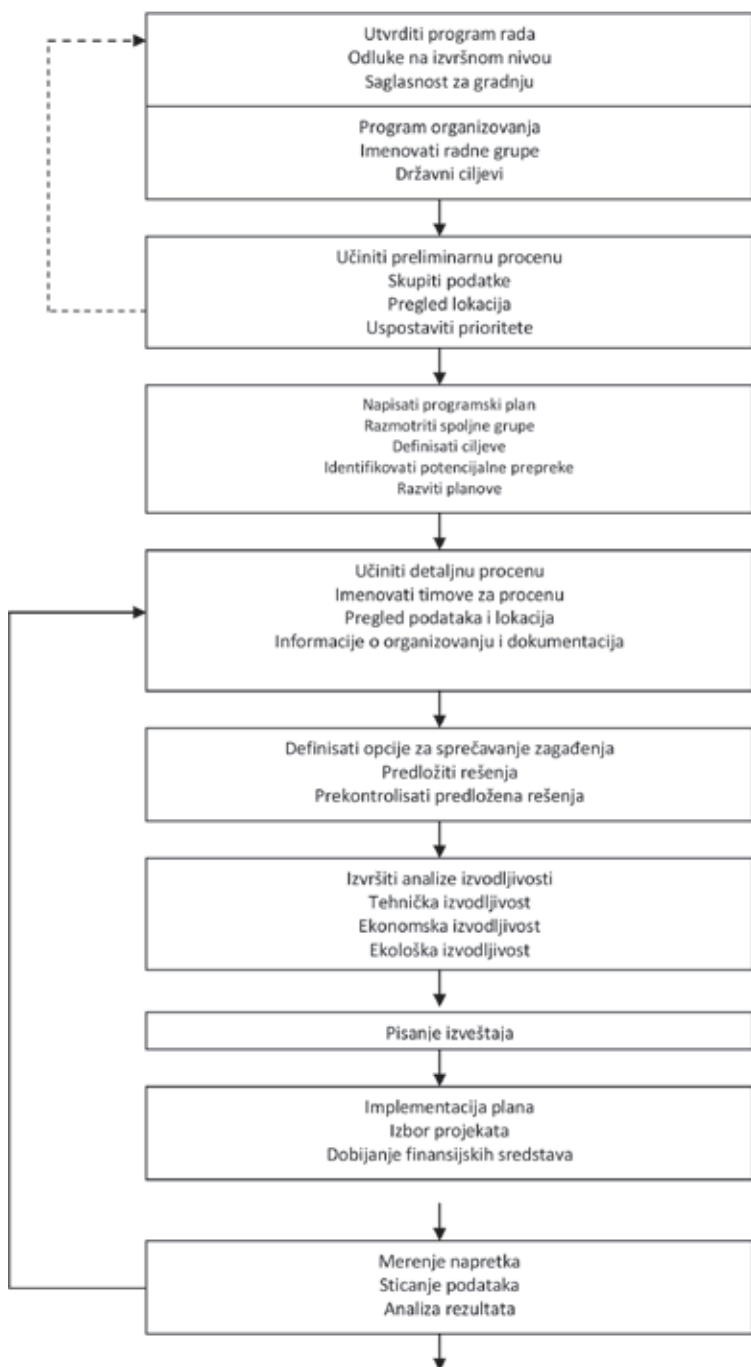 Utvrditi program rada
Odluke na izvršnom nivou
Saglasnost za gradnju
Program organizovanja
Imenovati radne grupe
Državni ciljevi
Učiniti preliminarnu procenu
Skupiti podatke
Pregled lokacija
Uspostaviti prioritete
Napisati programski plan
Razmotriti spoljne grupe
Definisati ciljeve
Identifikovati potencijalne prepreke
Razviti planove
Učiniti detaljnu procenu
Imenovati timove za procenu
Pregled podataka i lokacija
Informacije o organizovanju i dokumentacija
Definisati opcije za sprečavanje zagađenja
Predložiti rešenja
Prekontrolisati predložena rešenja
Izvršiti analize izvodljivosti
Tehnička izvodljivost
Ekonomska izvodljivost
Ekološka izvodljivost
Pisanje izveštaja
Implementacija plana
Izbor projekata
Dobijanje finansijskih sredstava
Merenje napretka
Sticanje podataka
Analiza rezultata